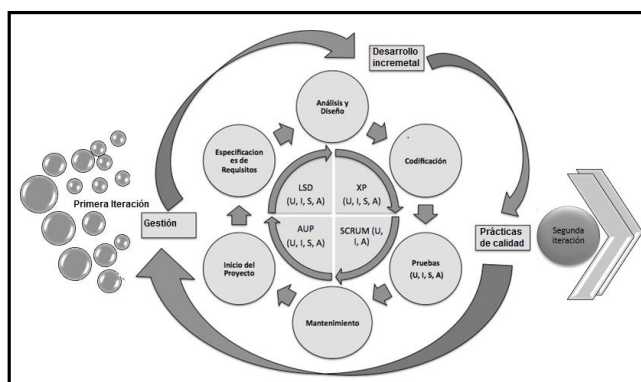 Desarrollo
incremetal
Análisis y
Diseño
Especificacion
es de
Requisitos
Codificación
Primera Iteración
Gestión
LSD
(U, I, S, A)
XP
(U, I, S, A)
AUP
(U, I, S, A)
SCRUM (U,
I, A)
Prácticas
de calidad
Segunda
iteración
Inicio del
Proyecto
Pruebas
(U, I, S, A)
Mantenimiento